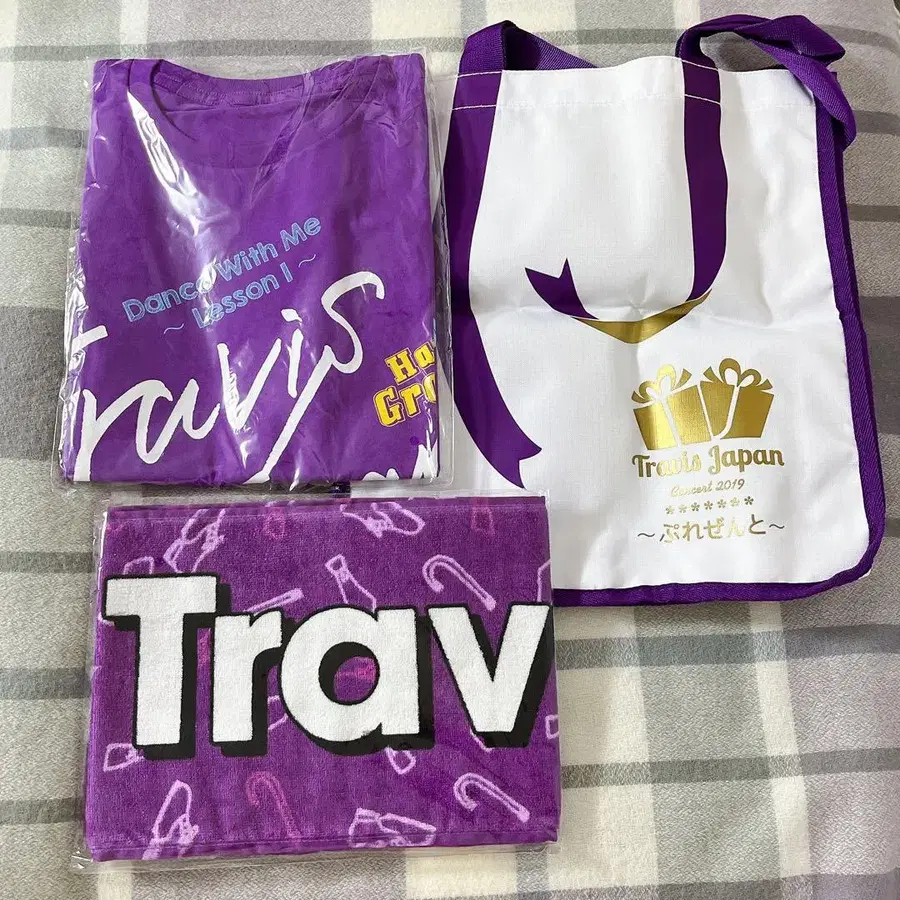 Dance With Me
~ Lesson 1 ~
Travis
Travis Japan
Concert 2019
*******
~ぷれぜんと~
Trav